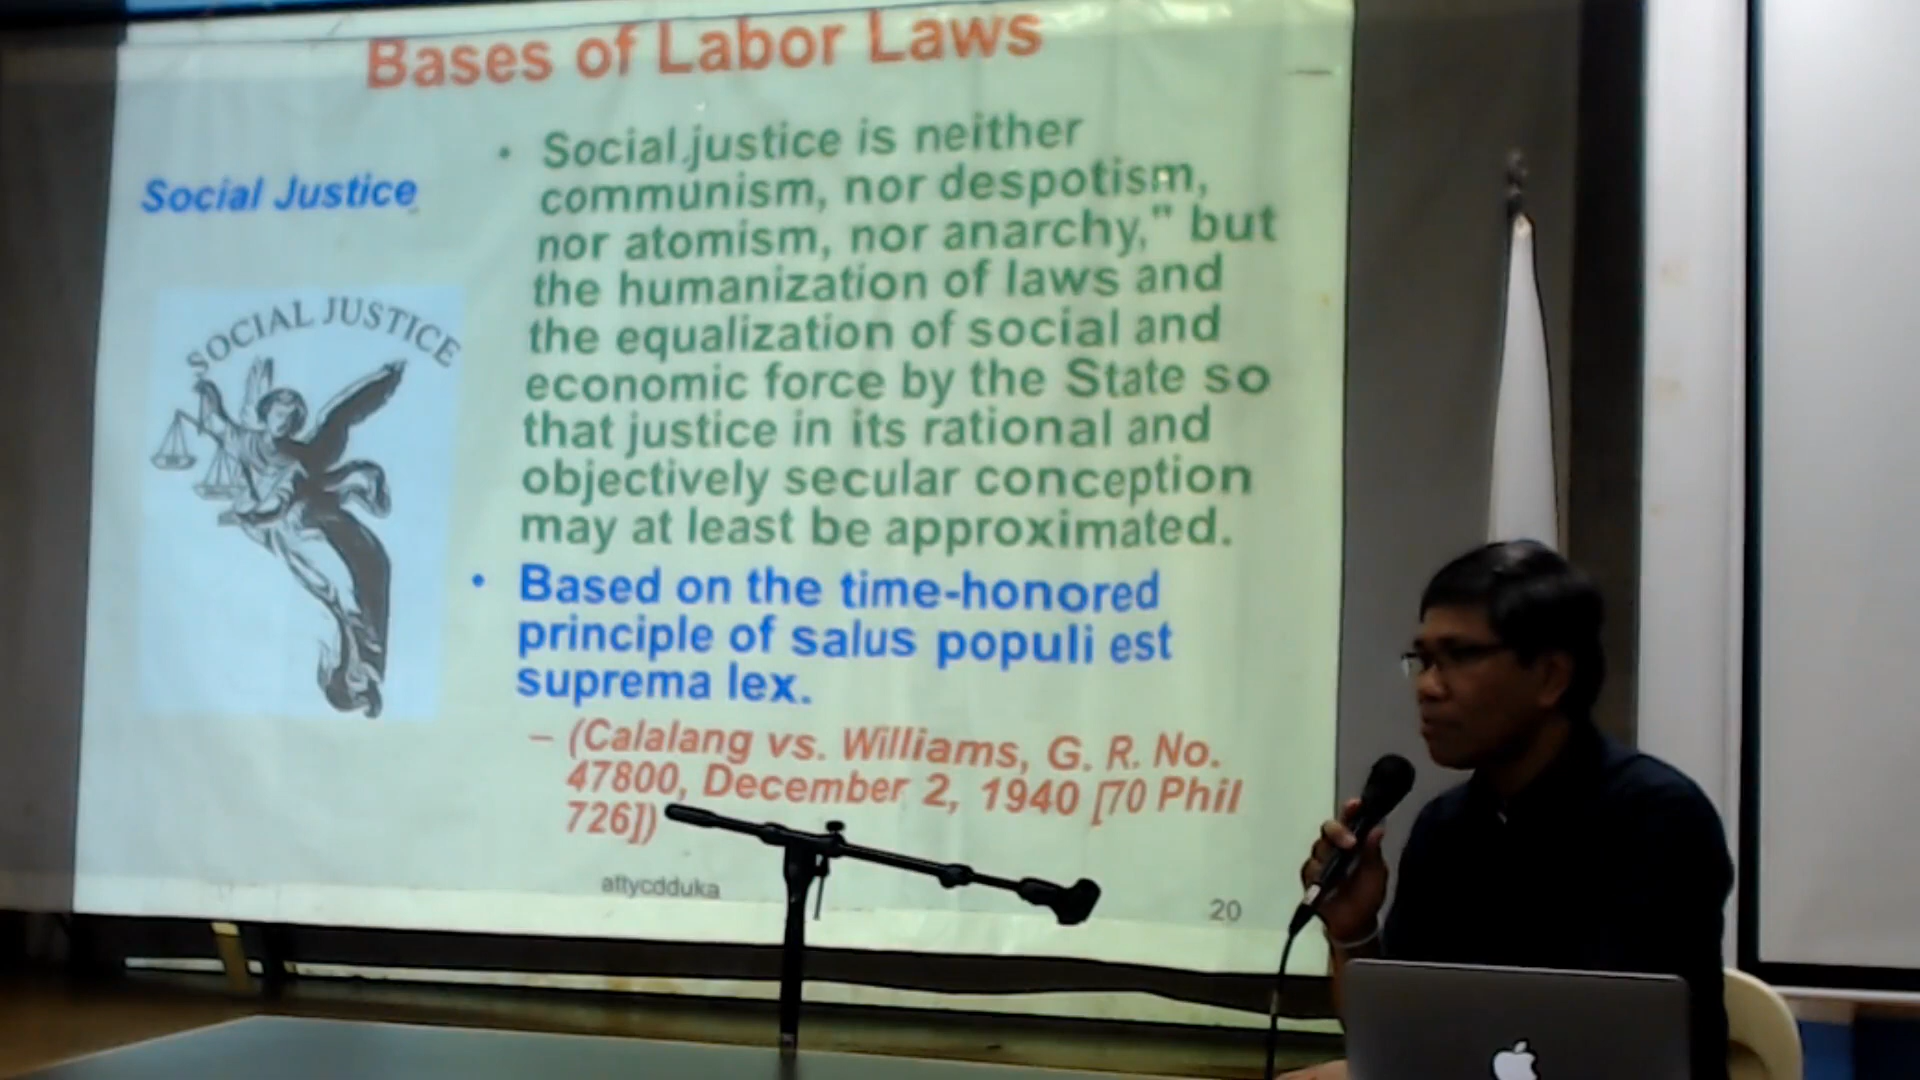 Bases of Labor Laws
Social Justice
SOCIAL JUSTICE
• Social justice is neither
communism, nor despotism,
nor atomism, nor anarchy," but
the humanization of laws and
the equalization of social and
economic force by the State so
that justice in its rational and
objectively secular conception
may at least be approximated.
• Based on the time-honored
principle of salus populi est
suprema lex.
– (Calalang vs. Williams, G. R. No.
47800, December 2, 1940 [70 Phil
726])
attycdduka
20